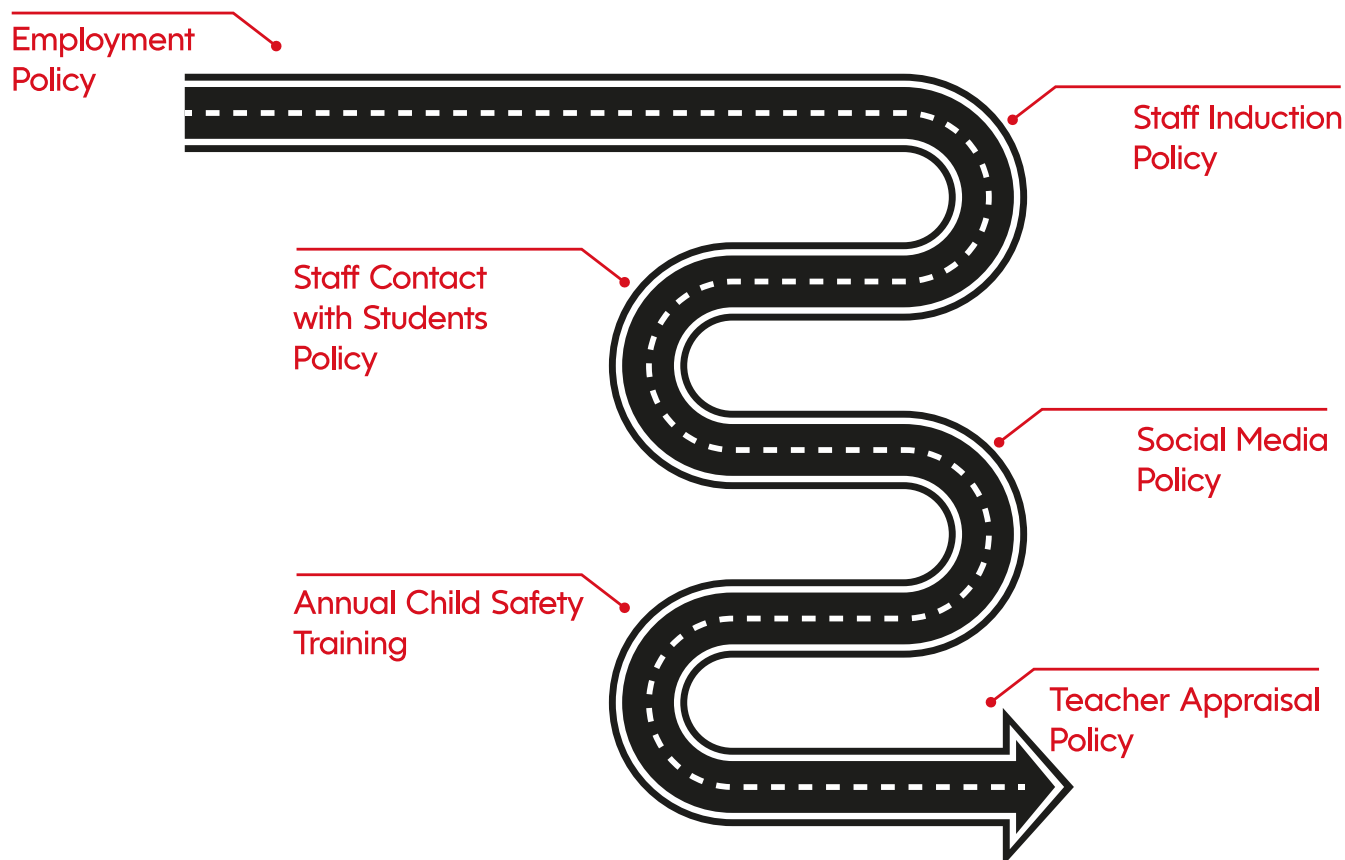 Employment
Policy
Staff Induction
Policy
Staff Contact
with Students
Policy
Social Media
Policy
Annual Child Safety
Training
Teacher Appraisal
Policy